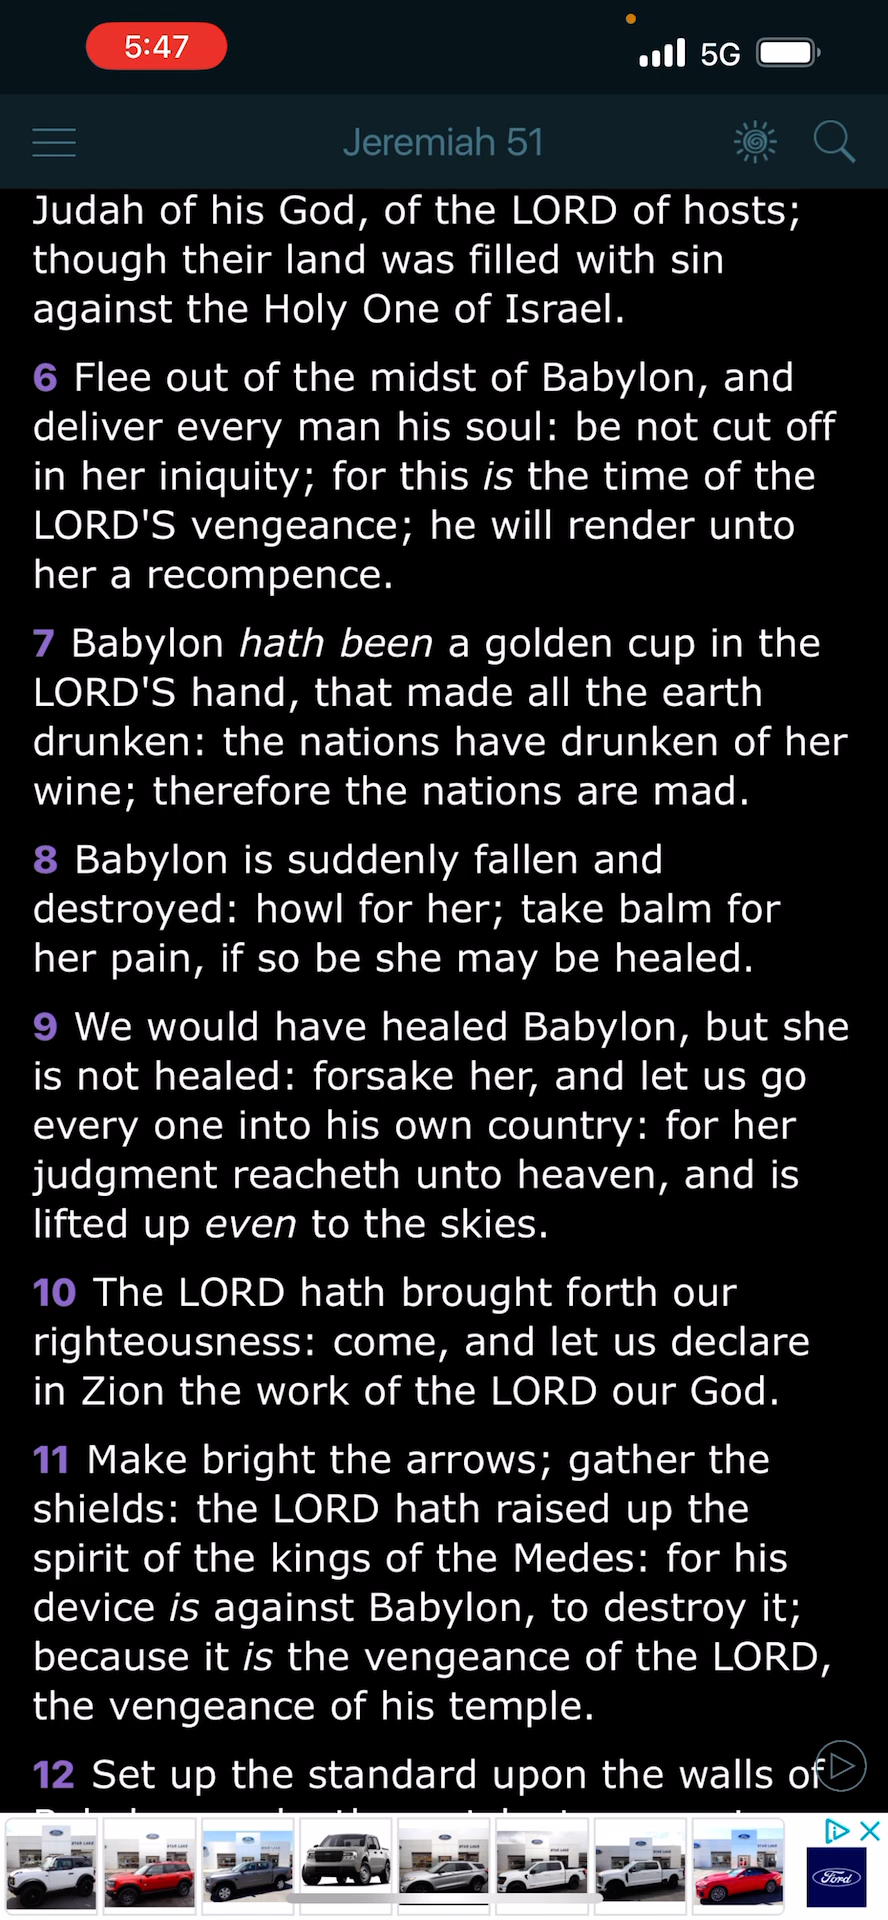 5:47
5G
Jeremiah 51
Judah of his God, of the LORD of hosts;
though their land was filled with sin
against the Holy One of Israel.
6 Flee out of the midst of Babylon, and
deliver every man his soul: be not cut off
in her iniquity; for this is the time of the
LORD'S vengeance; he will render unto
her a recompence.
7 Babylon hath been a golden cup in the
LORD'S hand, that made all the earth
drunken: the nations have drunken of her
wine; therefore the nations are mad.
8 Babylon is suddenly fallen and
destroyed: howl for her; take balm for
her pain, if so be she may be healed.
9 We would have healed Babylon, but she
is not healed: forsake her, and let us go
every one into his own country: for her
judgment reacheth unto heaven, and is
lifted up even to the skies.
10 The LORD hath brought forth our
righteousness: come, and let us declare
in Zion the work of the LORD our God.
11 Make bright the arrows; gather the
shields: the LORD hath raised up the
spirit of the kings of the Medes: for his
device is against Babylon, to destroy it;
because it is the vengeance of the LORD,
the vengeance of his temple.
12 Set up the standard upon the walls of
Ford